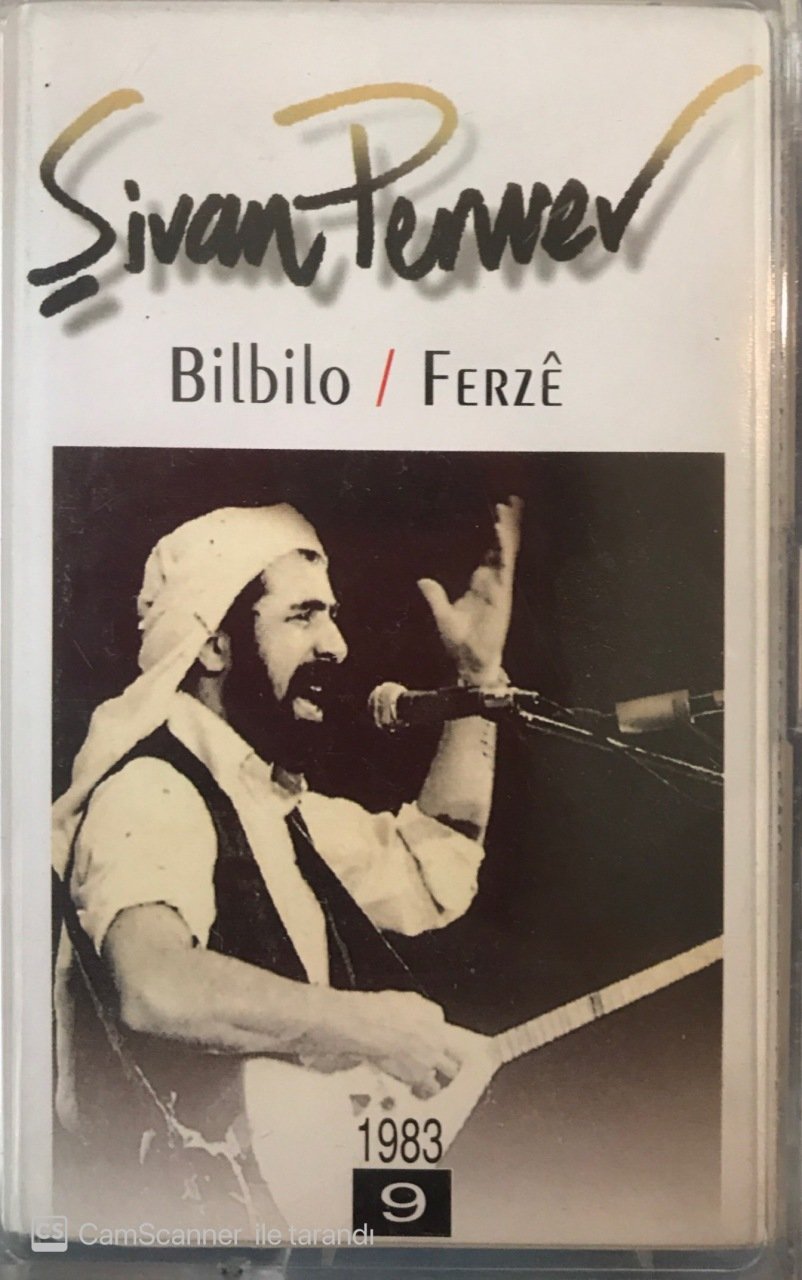 Şivan Perwer
Bilbilo / FERZÊ
1983
9
CS CamScanner ile tarandı